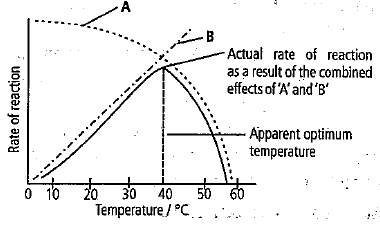 A
B
Actual rate of reaction
as a result of the combined
effects of 'A' and 'B'
Apparent optimum
temperature
Rate of reaction
0 10 20 30 40 50 60
Temperature / °C